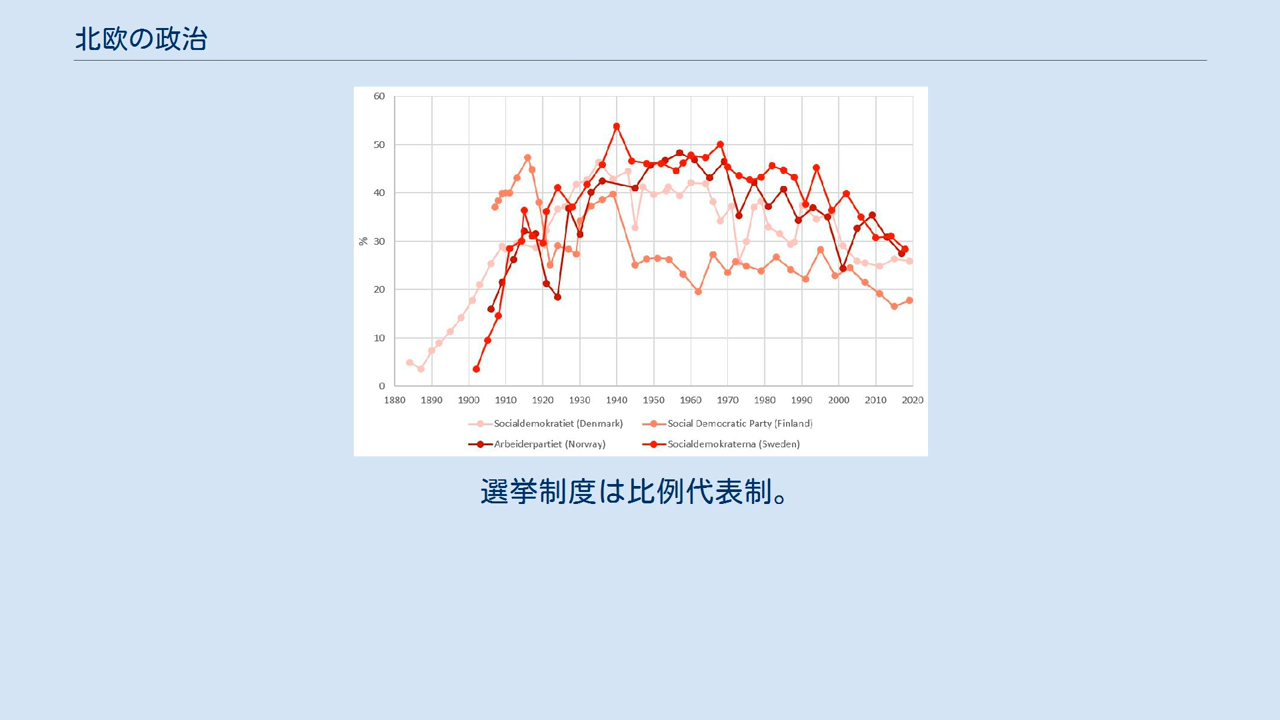 北欧の政治
60
50
40
30
20
10
0
%
1880 1890 1900 1910 1920 1930 1940 1950 1960 1970 1980 1990 2000 2010 2020
Socialdemokratiet (Denmark) Social Democratic Party (Finland)
Arbeiderpartiet (Norway) Socialdemokraterna (Sweden)
選挙制度は比例代表制。